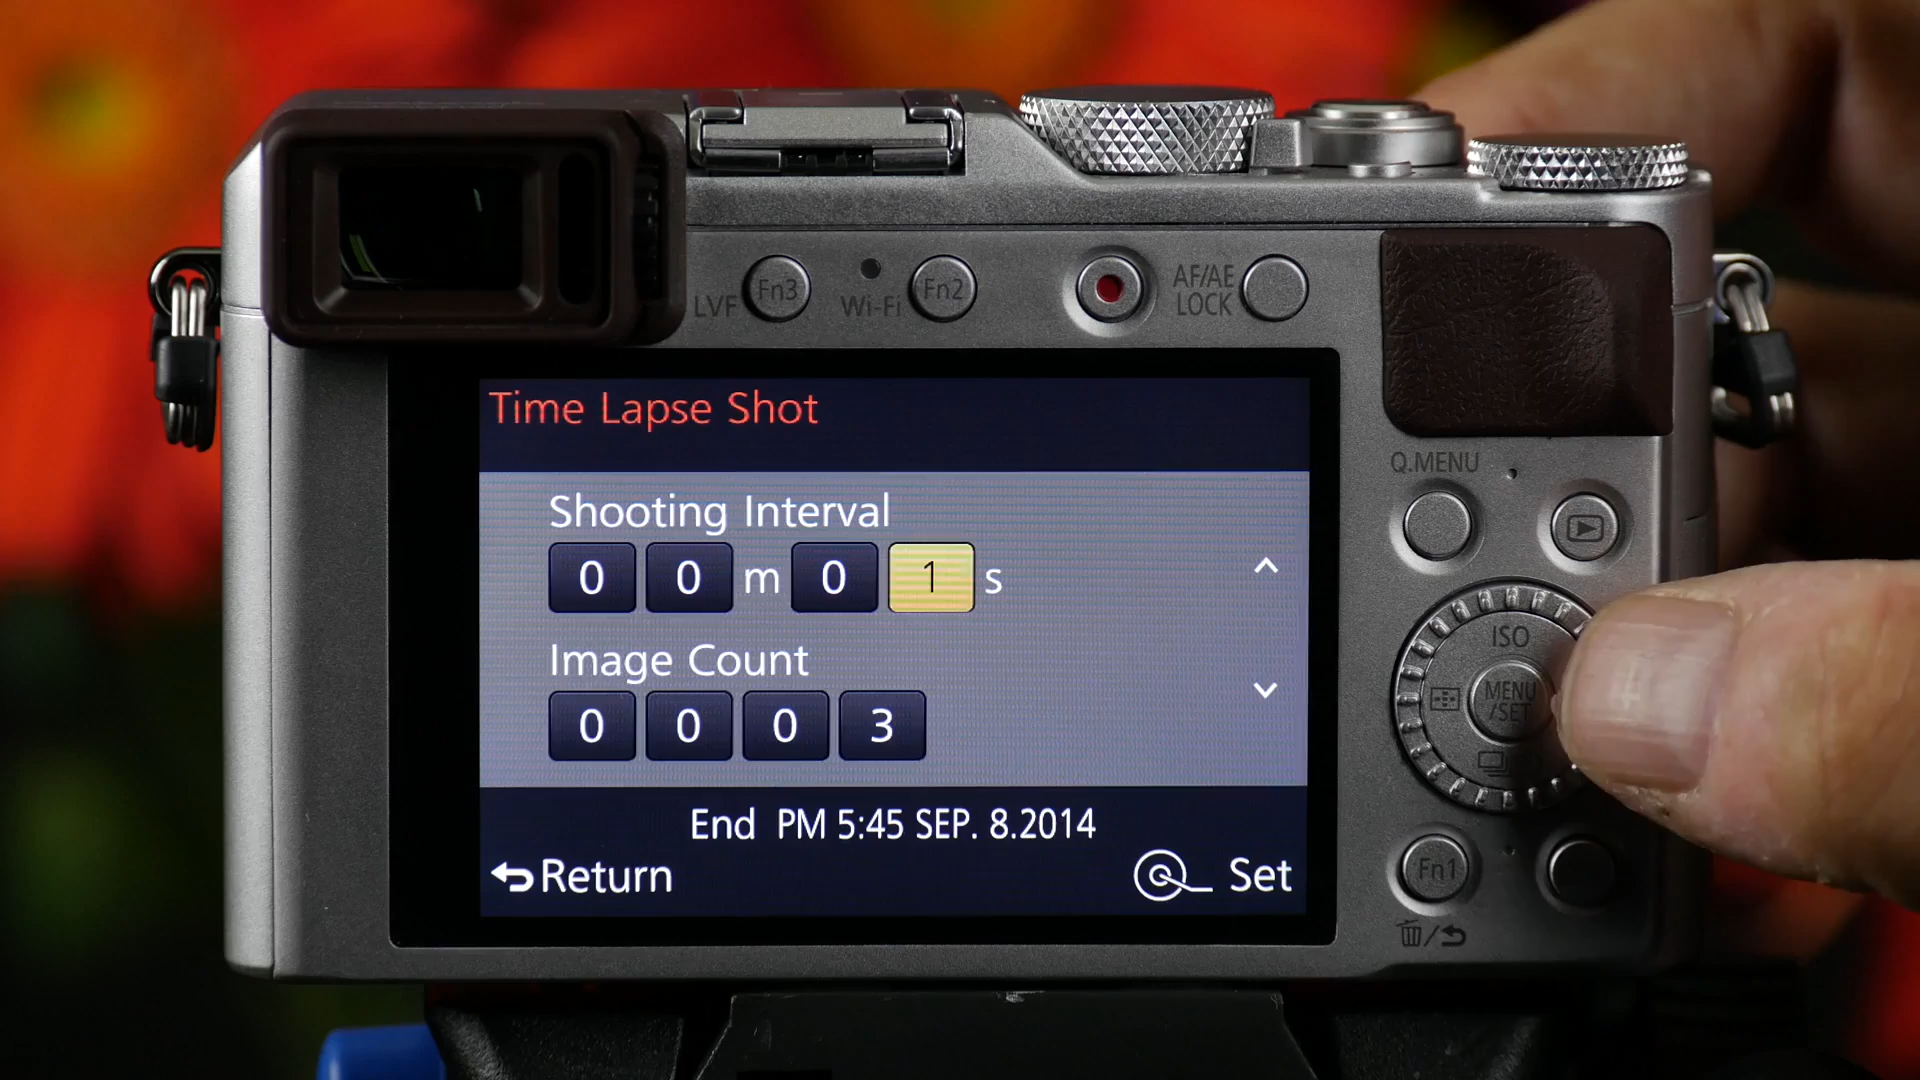 LVF Fn3 Wi-Fi Fn2 AF/AE
LOCK
Time Lapse Shot
Shooting Interval
0 0 m 0 1 s
Image Count
0 0 0 3
End PM 5:45 SEP. 8.2014
Return Set
Q.MENU
ISO
MENU
/SET
Fn1